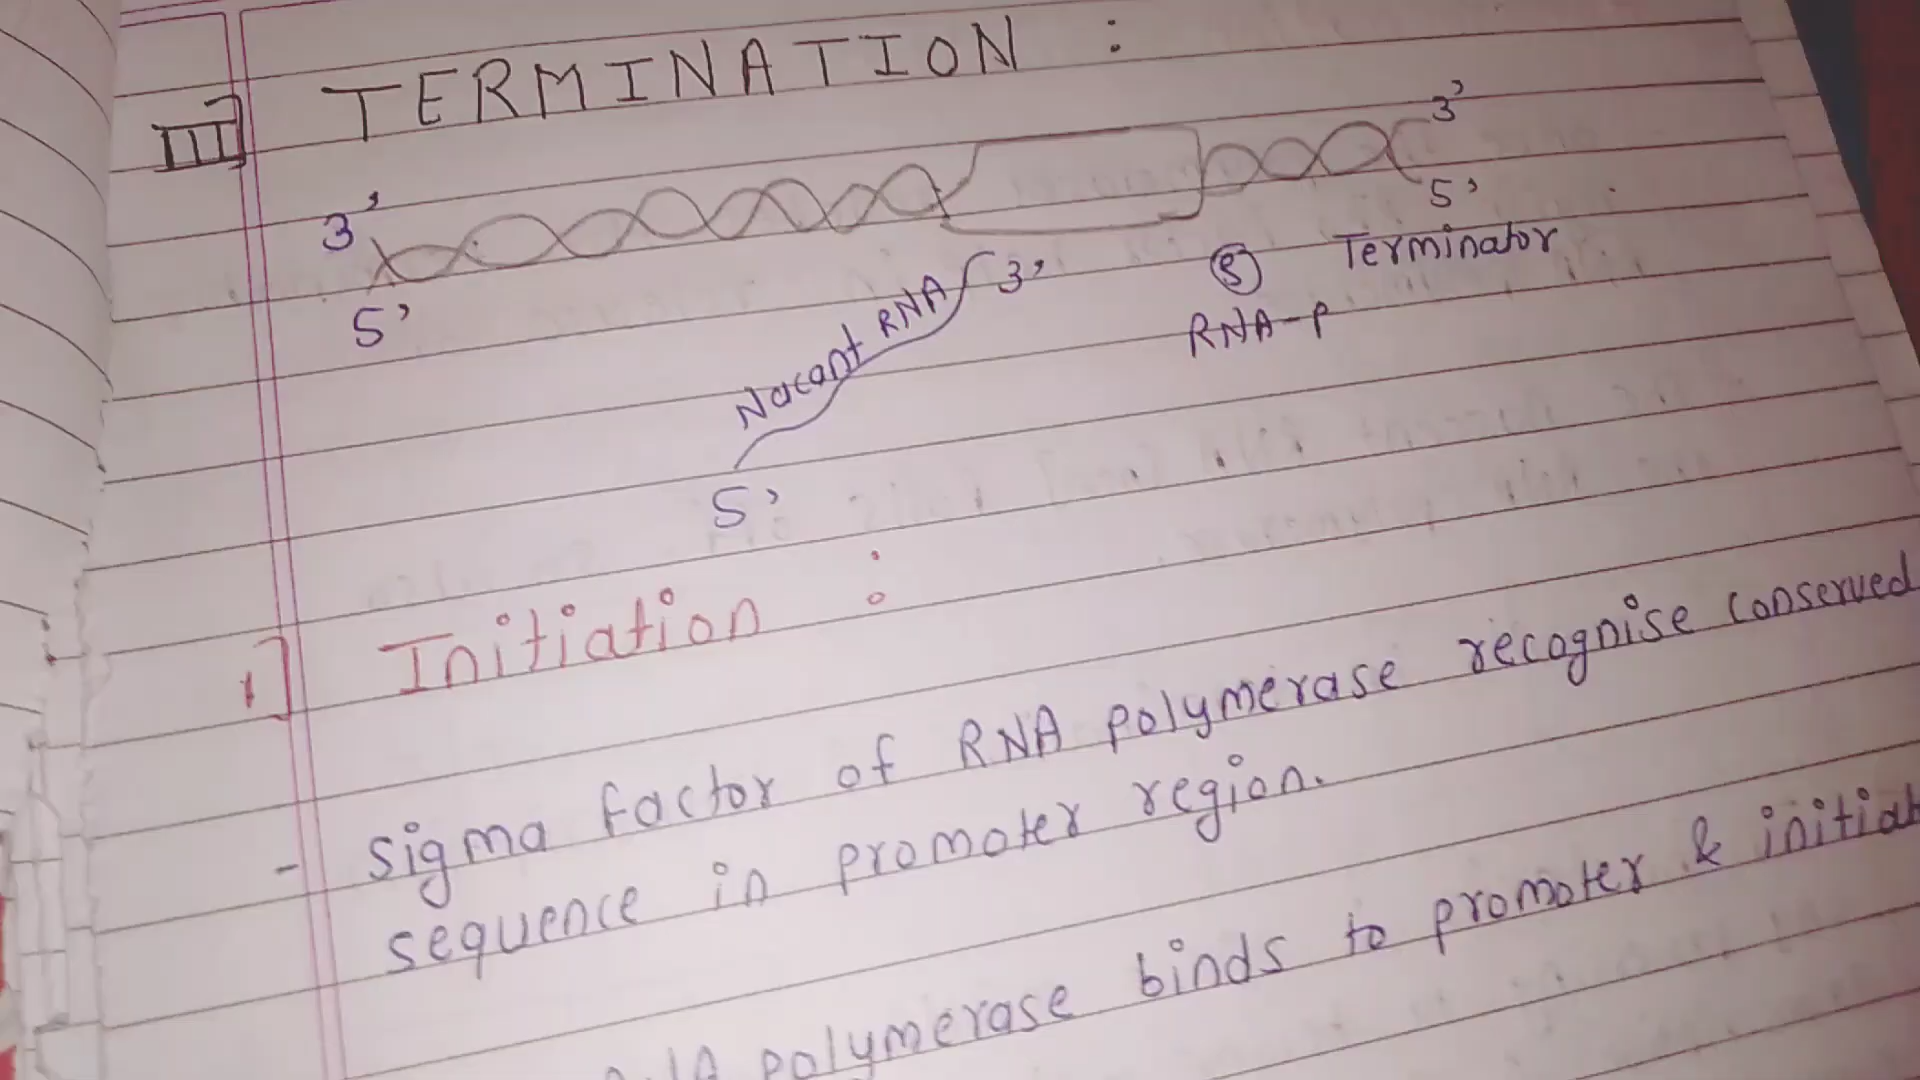 III] TERMINATION :
3'
3'
5'
5'
Terminator
Nacant RNA 3'
RNA-P
5'
1] Initiation :
- Sigma factor of RNA polymerase recognise conserved
sequence in promoter region.
polymerase binds to promoter & initiat